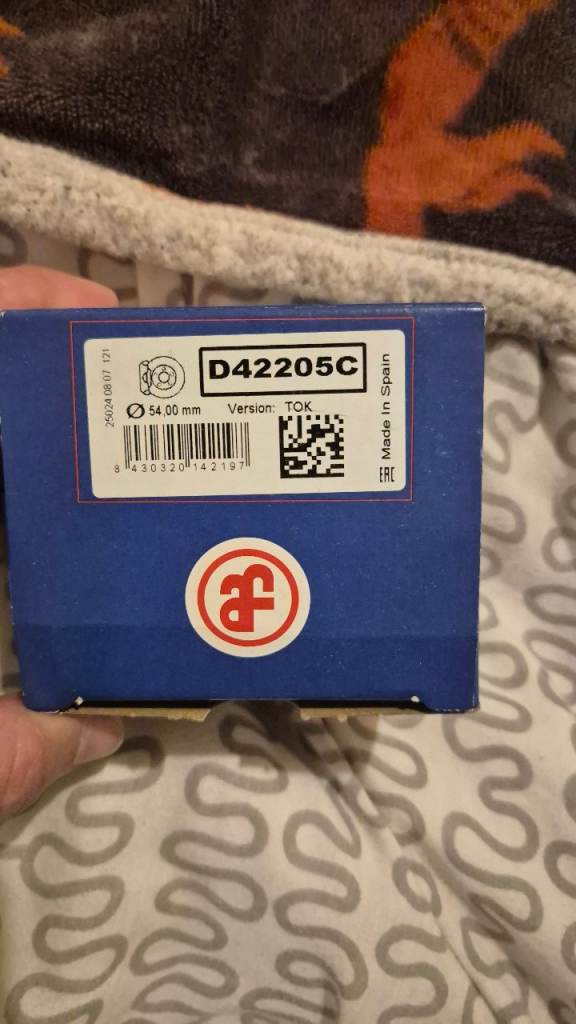 D42205C
25024 08 07 121
Ø 54,00 mm Version: TOK
8 430320 142197
Made In Spain
EAC